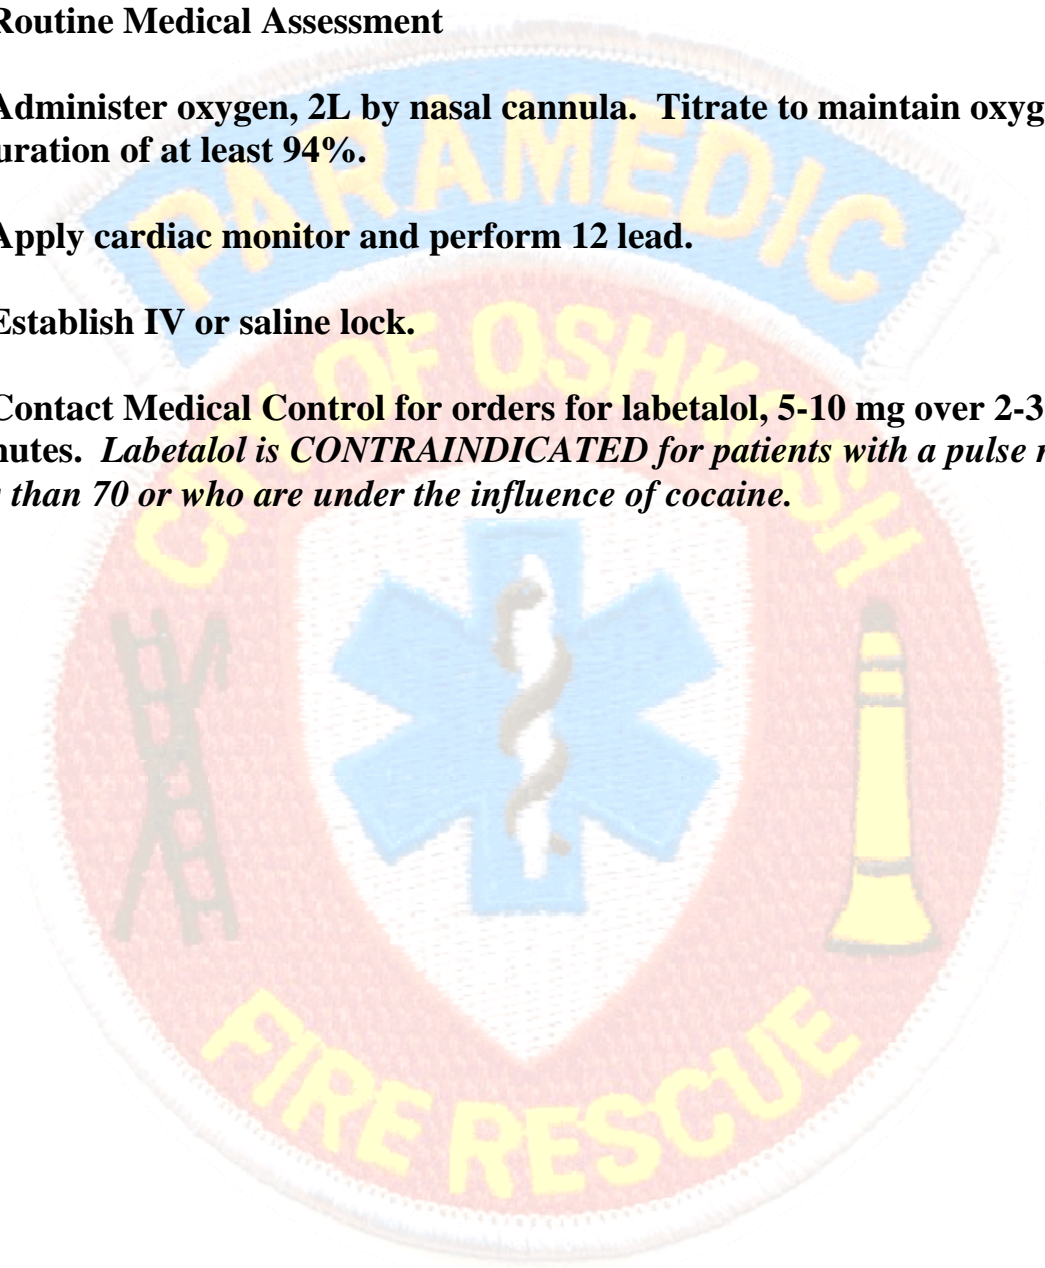 Routine Medical Assessment
Administer oxygen, 2L by nasal cannula. Titrate to maintain oxyg
uration of at least 94%.
Apply cardiac monitor and perform 12 lead.
Establish IV or saline lock.
Contact Medical Control for orders for labetalol, 5-10 mg over 2-3
nutes. Labetalol is CONTRAINDICATED for patients with a pulse r
than 70 or who are under the influence of cocaine.
PARAMEDIC
CITY OF OSHKOSH
FIRE RESCUE